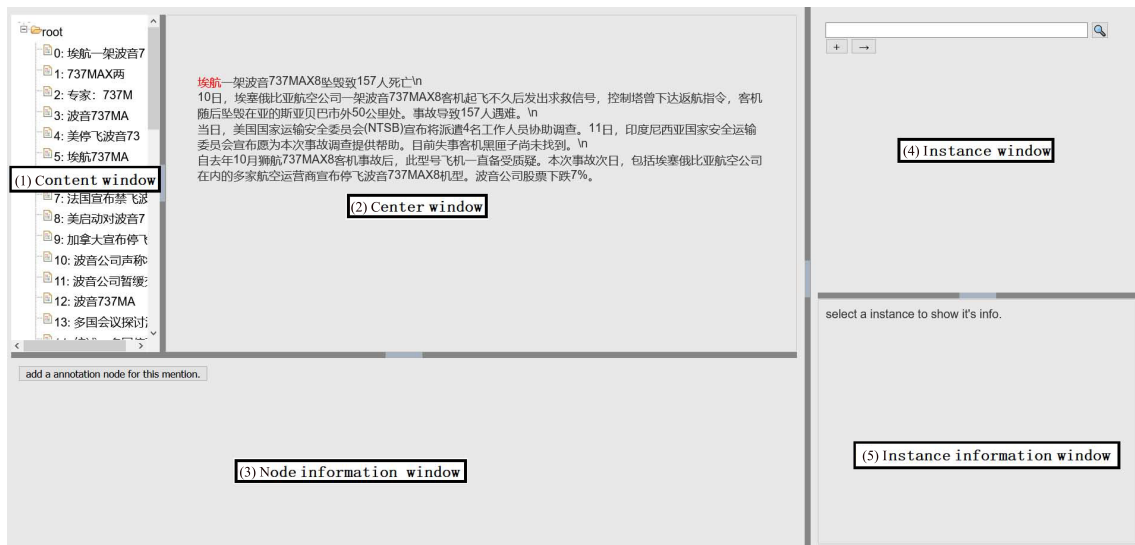 root
0: 埃航一架波音7
1: 737MAX两
2: 专家：737M
3: 波音737MA
4: 美停飞波音73
5: 埃航737MA
(1) Content window
7: 法国宣布禁飞波
8: 美启动对波音7
9: 加拿大宣布停飞
10: 波音公司声称
11: 波音公司暂缓
12: 波音737MA
13: 多国会议探讨
埃航一架波音737MAX8坠毁致157人死亡\n
10日，埃塞俄比亚航空公司一架波音737MAX8客机起飞不久后发出求救信号，控制塔曾下达返航指令，客机
随后坠毁在亚的斯亚贝巴市外50公里处。事故导致157人遇难。\n
当日，美国国家运输安全委员会(NTSB)宣布将派遣4名工作人员协助调查。11日，印度尼西亚国家安全运输
委员会宣布愿为本次事故调查提供帮助。目前失事客机黑匣子尚未找到。\n
自去年10月狮航737MAX8客机事故后，此型号飞机一直备受质疑。本次事故次日，包括埃塞俄比亚航空公司
在内的多家航空运营商宣布停飞波音737MAX8机型。波音公司股票下跌7%。
(2) Center window
add a annotation node for this mention.
(3) Node information window
+ →
(4) Instance window
select a instance to show it's info.
(5) Instance information window